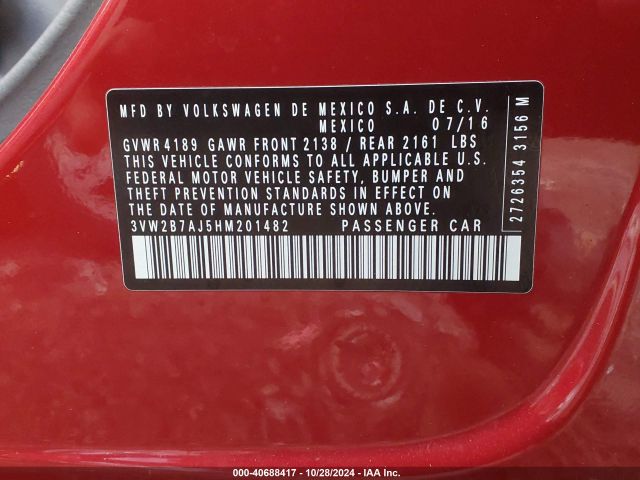 MFD BY VOLKSWAGEN DE MEXICO S.A. DE C.V.
MEXICO 07/16
GVWR 4189 GAWR FRONT 2138 / REAR 2161 LBS
THIS VEHICLE CONFORMS TO ALL APPLICABLE U.S.
FEDERAL MOTOR VEHICLE SAFETY, BUMPER AND
THEFT PREVENTION STANDARDS IN EFFECT ON
THE DATE OF MANUFACTURE SHOWN ABOVE.
3VW2B7AJ5HM201482 PASSENGER CAR
2726354 3156 M
000-40688417 - 10/28/2024 - IAA Inc.